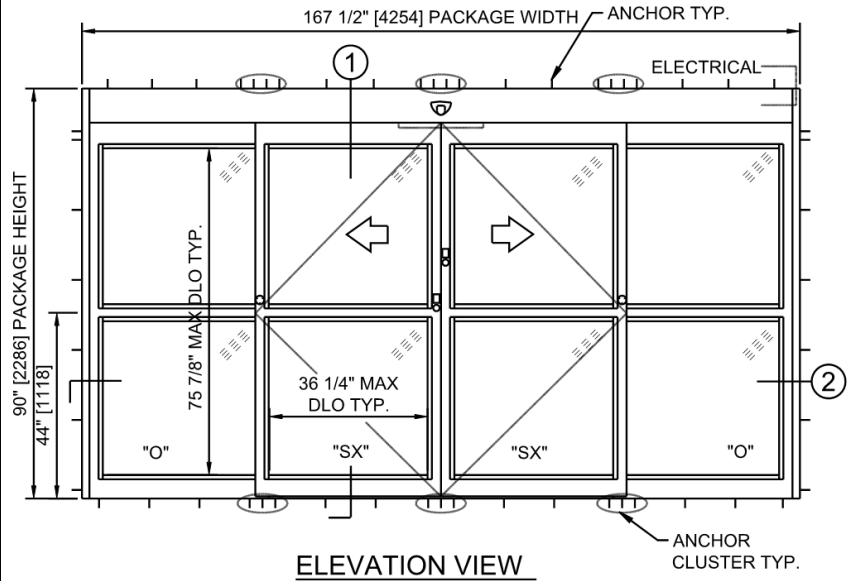 167 1/2" [4254] PACKAGE WIDTH
ANCHOR TYP.
1
ELECTRICAL
90" [2286] PACKAGE HEIGHT
44" [1118]
75 7/8" MAX DLO TYP.
36 1/4" MAX
DLO TYP.
2
"O"
"SX"
"SX"
"O"
ANCHOR
CLUSTER TYP.
ELEVATION VIEW